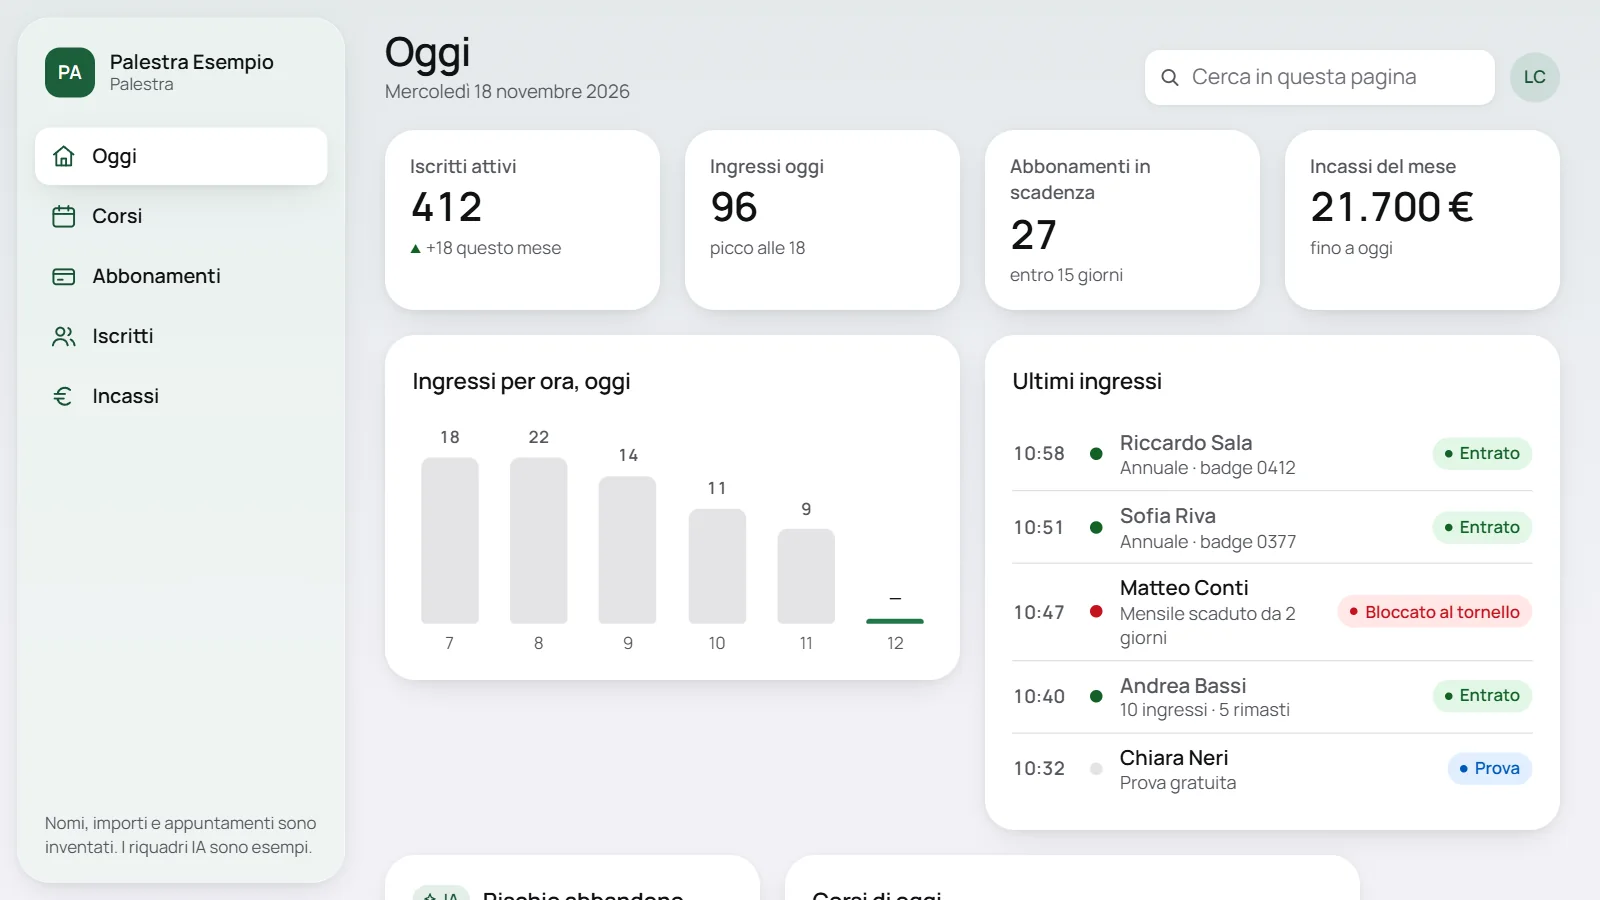 PA
Palestra Esempio
Palestra
Oggi
Corsi
Abbonamenti
Iscritti
Incassi
Nomi, importi e appuntamenti sono
inventati. I riquadri IA sono esempi.
Oggi
Mercoledì 18 novembre 2026
Cerca in questa pagina
LC
Iscritti attivi
412
+18 questo mese
Ingressi oggi
96
picco alle 18
Abbonamenti in
scadenza
27
entro 15 giorni
Incassi del mese
21.700 €
fino a oggi
Ingressi per ora, oggi
18 22 14 11 9 –
7 8 9 10 11 12
Ultimi ingressi
10:58 Riccardo Sala Entrato
Annuale · badge 0412
10:51 Sofia Riva Entrato
Annuale · badge 0377
10:47 Matteo Conti Bloccato al tornello
Mensile scaduto da 2
giorni
10:40 Andrea Bassi Entrato
10 ingressi · 5 rimasti
10:32 Chiara Neri Prova
Prova gratuita
IA Rischio abbandono
Corsi di oggi